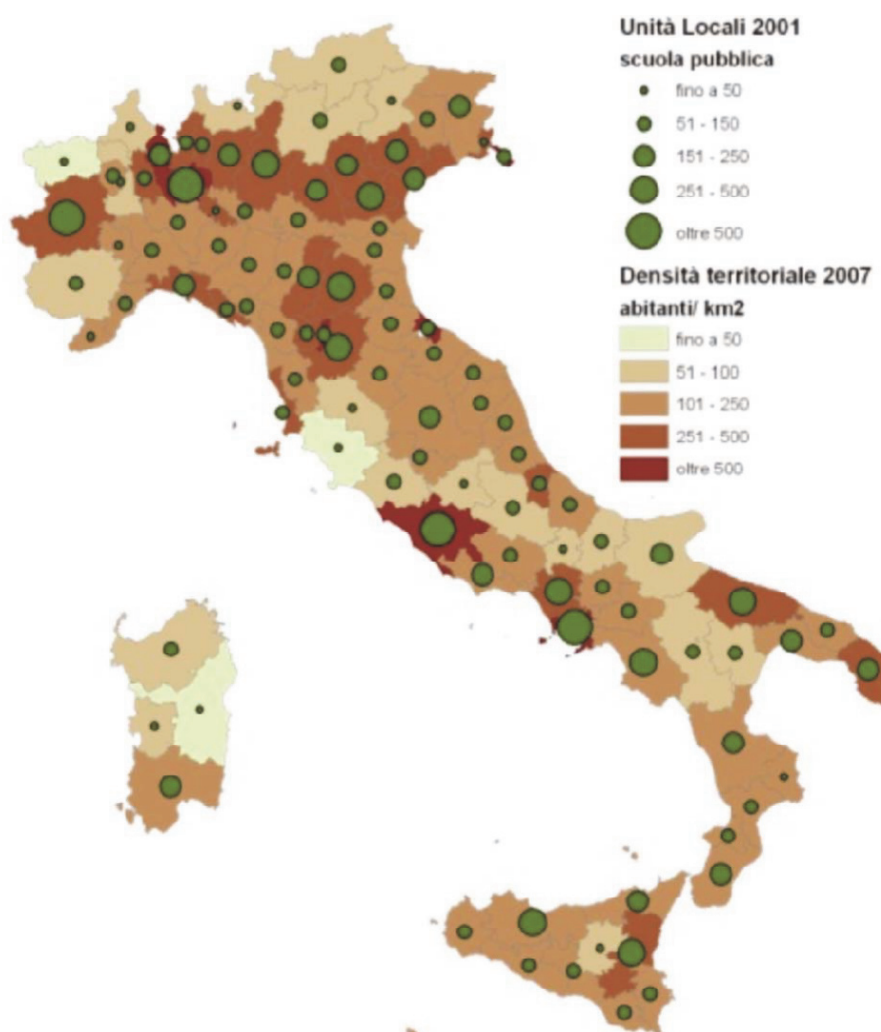 Unità Locali 2001
scuola pubblica
fino a 50
51 - 150
151 - 250
251 - 500
oltre 500
Densità territoriale 2007
abitanti/ km2
fino a 50
51 - 100
101 - 250
251 - 500
oltre 500